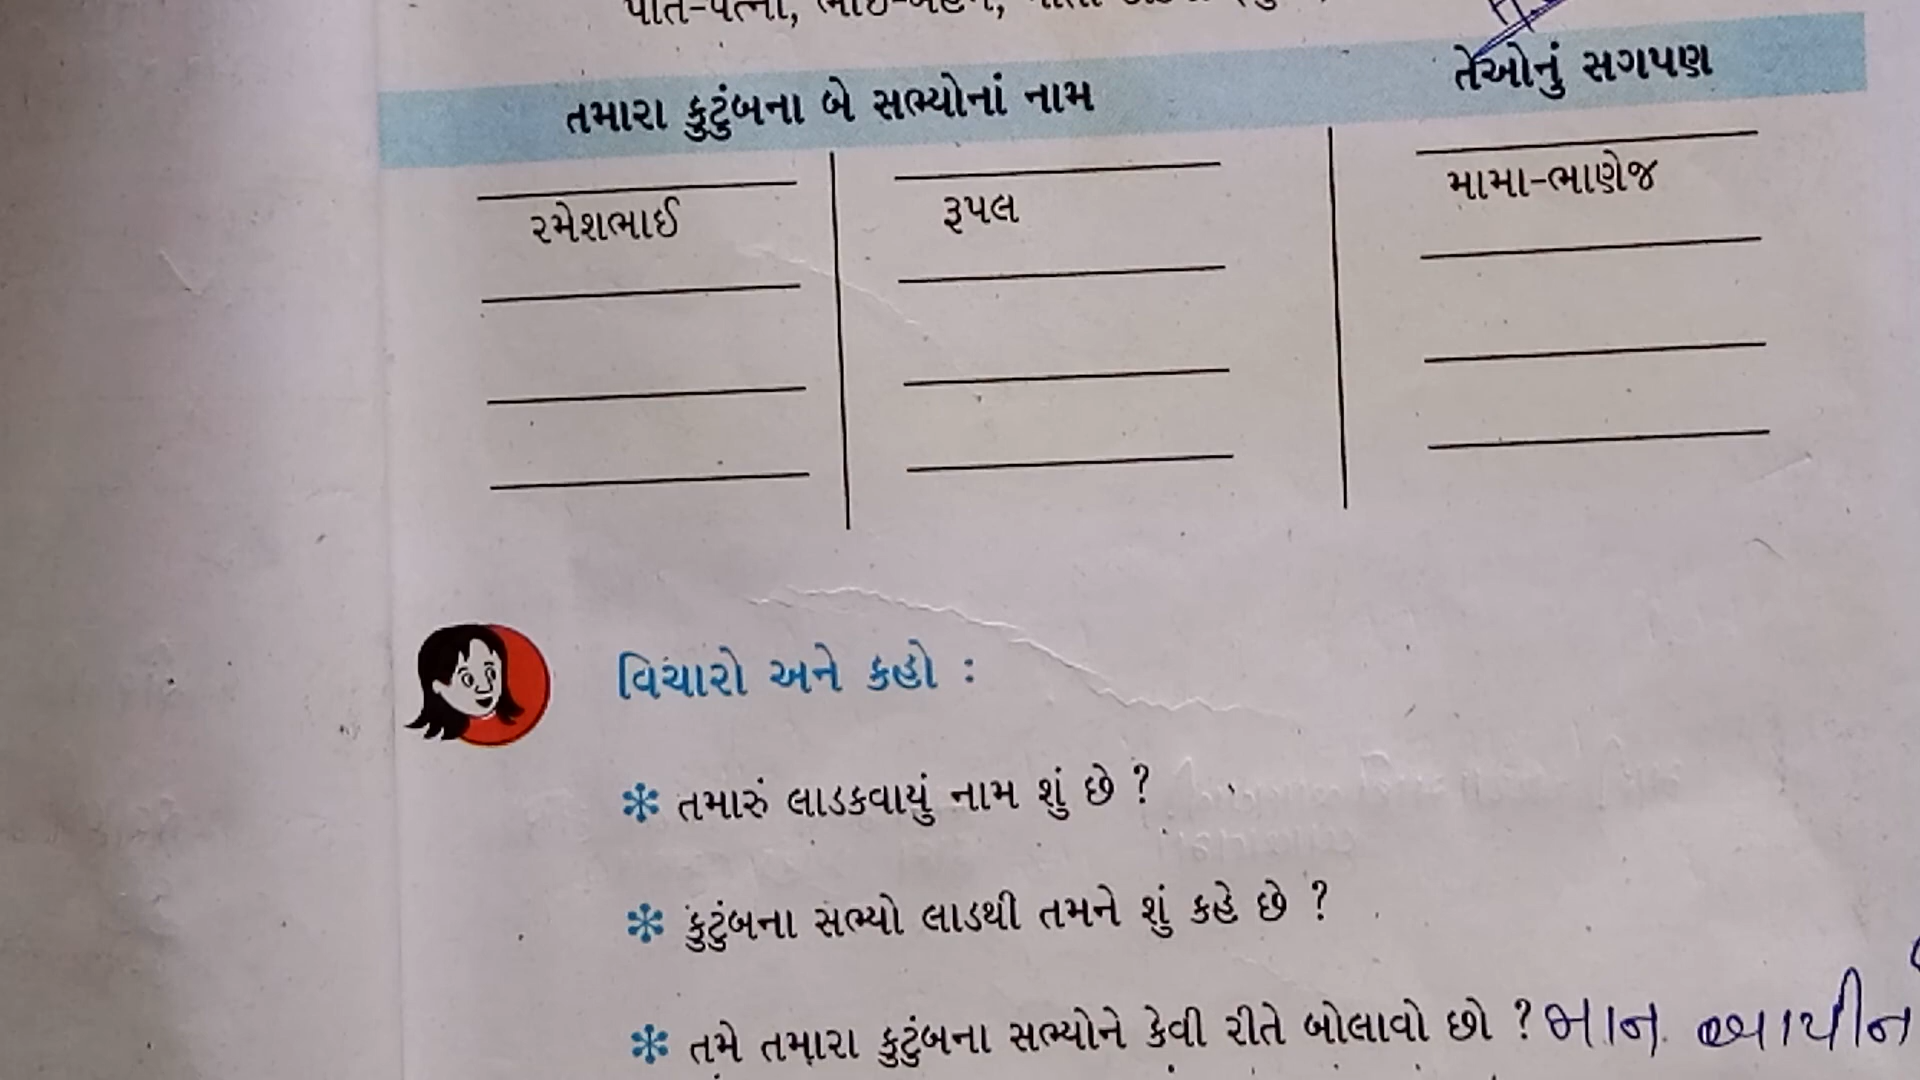 તમારા કુટુંબના બે સભ્યોનાં નામ તેઓનું સગપણ
રમેશભાઈ રૂપલ મામા-ભાણેજ
વિચારો અને કહો :
* તમારું લાડકવાયું નામ શું છે ?
* કુટુંબના સભ્યો લાડથી તમને શું કહે છે ?
* તમે તમારા કુટુંબના સભ્યોને કેવી રીતે બોલાવો છો ? માન આપીને